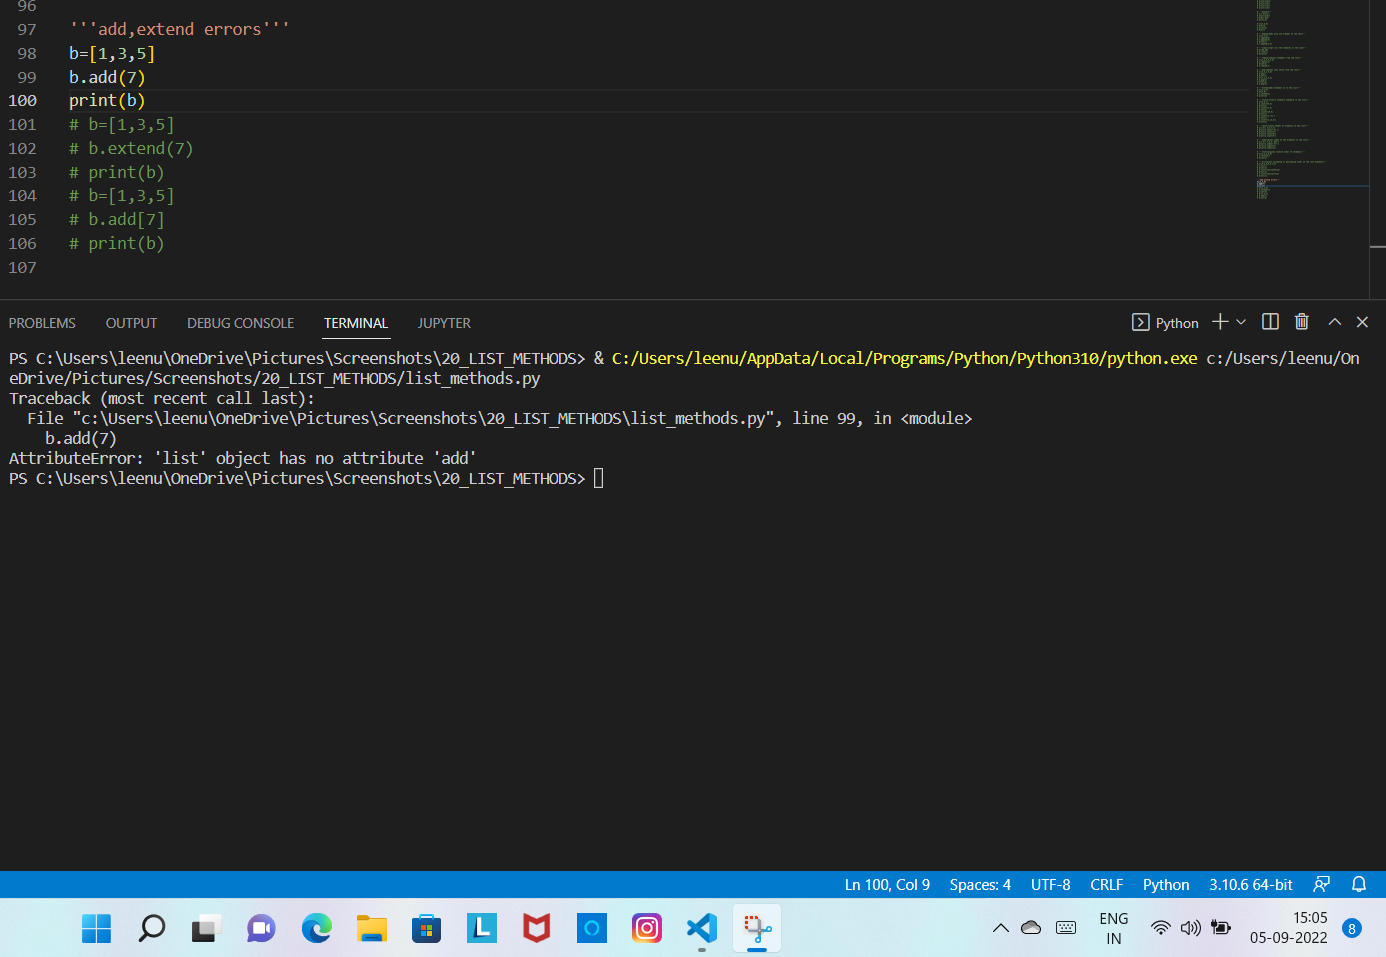 96
97 '''add,extend errors'''
98 b=[1,3,5]
99 b.add(7)
100 print(b)
101 # b=[1,3,5]
102 # b.extend(7)
103 # print(b)
104 # b=[1,3,5]
105 # b.add[7]
106 # print(b)
107
PROBLEMS OUTPUT DEBUG CONSOLE TERMINAL JUPYTER Python
PS C:\Users\leenu\OneDrive\Pictures\Screenshots\20_LIST_METHODS> & C:/Users/leenu/AppData/Local/Programs/Python/Python310/python.exe c:/Users/leenu/On
eDrive/Pictures/Screenshots/20_LIST_METHODS/list_methods.py
Traceback (most recent call last):
  File "c:\Users\leenu\OneDrive\Pictures\Screenshots\20_LIST_METHODS\list_methods.py", line 99, in <module>
    b.add(7)
AttributeError: 'list' object has no attribute 'add'
PS C:\Users\leenu\OneDrive\Pictures\Screenshots\20_LIST_METHODS>
Ln 100, Col 9 Spaces: 4 UTF-8 CRLF Python 3.10.6 64-bit
ENG 15:05
IN 05-09-2022 8